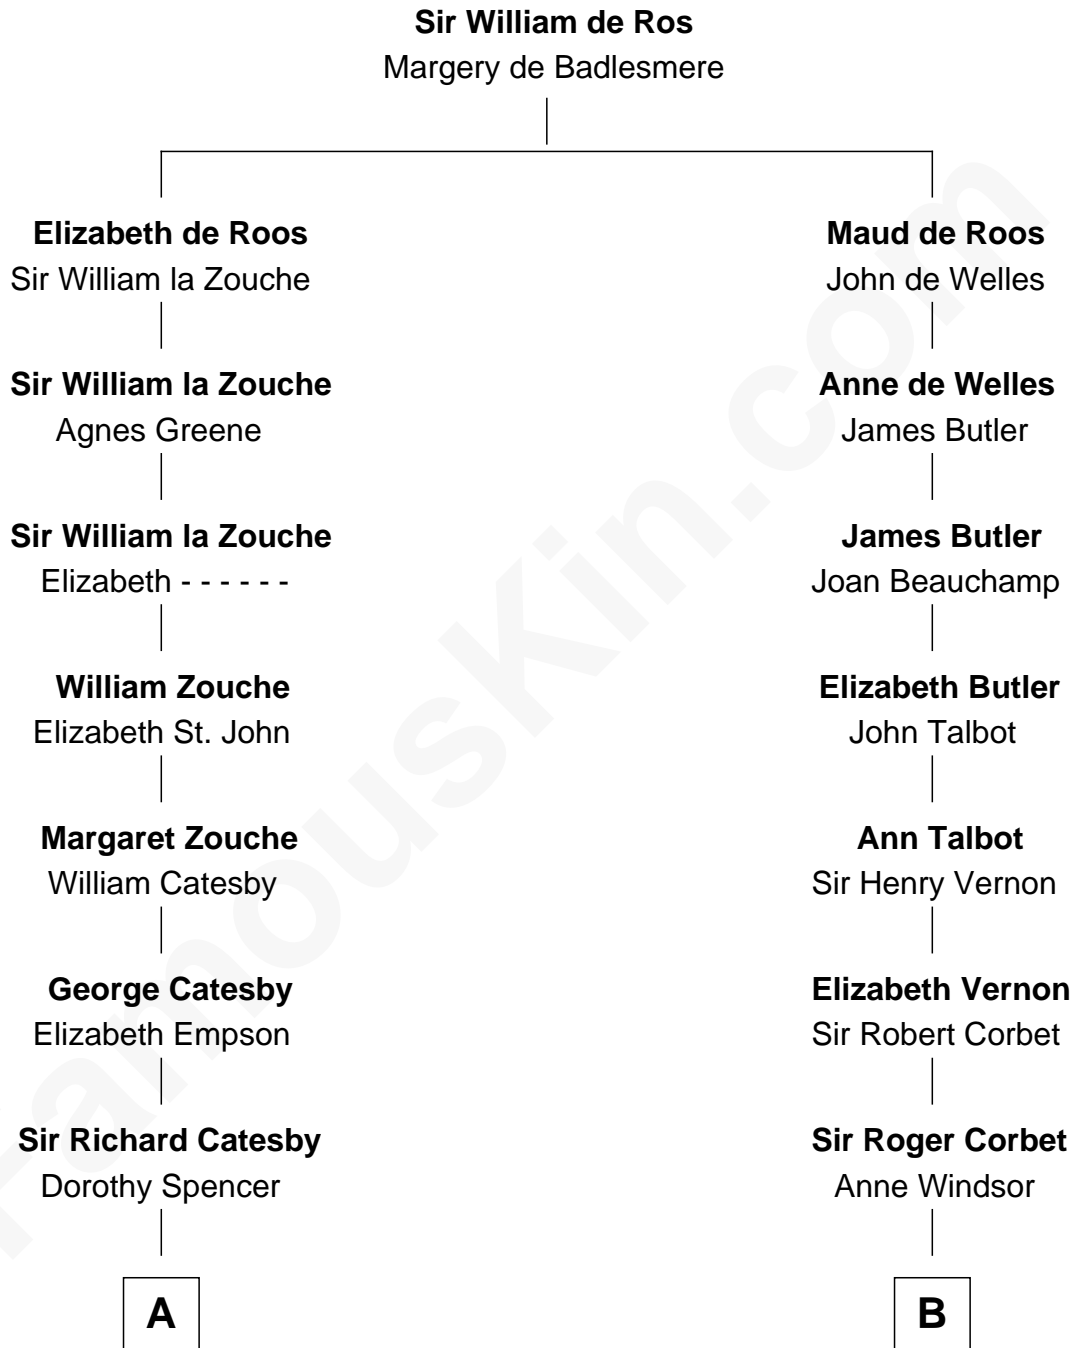 Sir William de Ros
Margery de Badlesmere
Elizabeth de Roos
Sir William la Zouche
Maud de Roos
John de Welles
Sir William la Zouche
Agnes Greene
Anne de Welles
James Butler
Sir William la Zouche
Elizabeth - - - - - -
James Butler
Joan Beauchamp
William Zouche
Elizabeth St. John
Elizabeth Butler
John Talbot
Margaret Zouche
William Catesby
Ann Talbot
Sir Henry Vernon
George Catesby
Elizabeth Empson
Elizabeth Vernon
Sir Robert Corbet
Sir Richard Catesby
Dorothy Spencer
Sir Roger Corbet
Anne Windsor
A
B
FamousKin.com